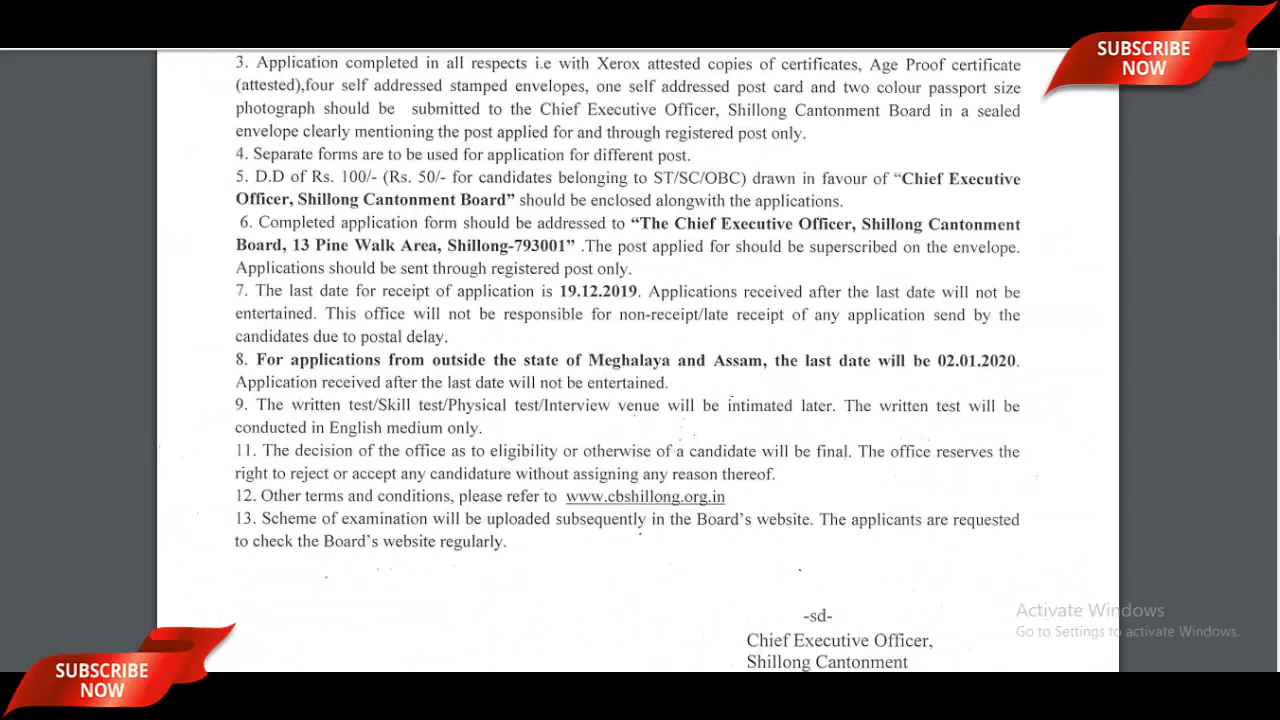 SUBSCRIBE
NOW
3. Application completed in all respects i.e with Xerox attested copies of certificates, Age Proof certificate
(attested),four self addressed stamped envelopes, one self addressed post card and two colour passport size
photograph should be submitted to the Chief Executive Officer, Shillong Cantonment Board in a sealed
envelope clearly mentioning the post applied for and through registered post only.
4. Separate forms are to be used for application for different post.
5. D.D of Rs. 100/- (Rs. 50/- for candidates belonging to ST/SC/OBC) drawn in favour of “Chief Executive
Officer, Shillong Cantonment Board” should be enclosed alongwith the applications.
6. Completed application form should be addressed to “The Chief Executive Officer, Shillong Cantonment
Board, 13 Pine Walk Area, Shillong-793001” .The post applied for should be superscribed on the envelope.
Applications should be sent through registered post only.
7. The last date for receipt of application is 19.12.2019. Applications received after the last date will not be
entertained. This office will not be responsible for non-receipt/late receipt of any application send by the
candidates due to postal delay.
8. For applications from outside the state of Meghalaya and Assam, the last date will be 02.01.2020.
Application received after the last date will not be entertained.
9. The written test/Skill test/Physical test/Interview venue will be intimated later. The written test will be
conducted in English medium only.
11. The decision of the office as to eligibility or otherwise of a candidate will be final. The office reserves the
right to reject or accept any candidature without assigning any reason thereof.
12. Other terms and conditions, please refer to www.cbshillong.org.in
13. Scheme of examination will be uploaded subsequently in the Board’s website. The applicants are requested
to check the Board’s website regularly.
-sd-
Chief Executive Officer,
Shillong Cantonment
Activate Windows
Go to Settings to activate Windows.
SUBSCRIBE
NOW